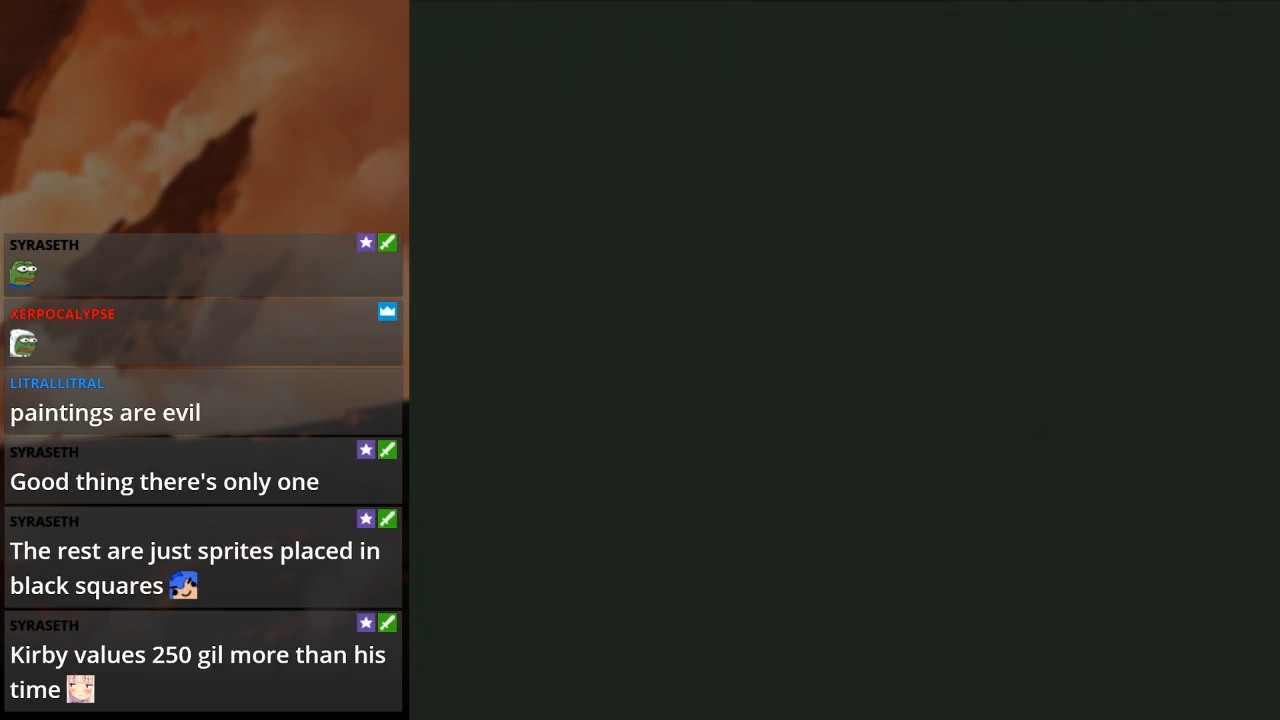 SYRASETH
XERPOCALYPSE
LITRALLITRAL
paintings are evil
SYRASETH
Good thing there's only one
SYRASETH
The rest are just sprites placed in
black squares
SYRASETH
Kirby values 250 gil more than his
time